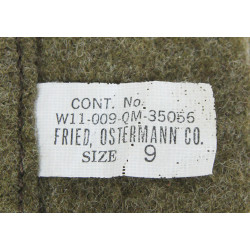 CONT. No.
W11-009-QM-35056
FRIED, OSTERMANN CO.
SIZE 9